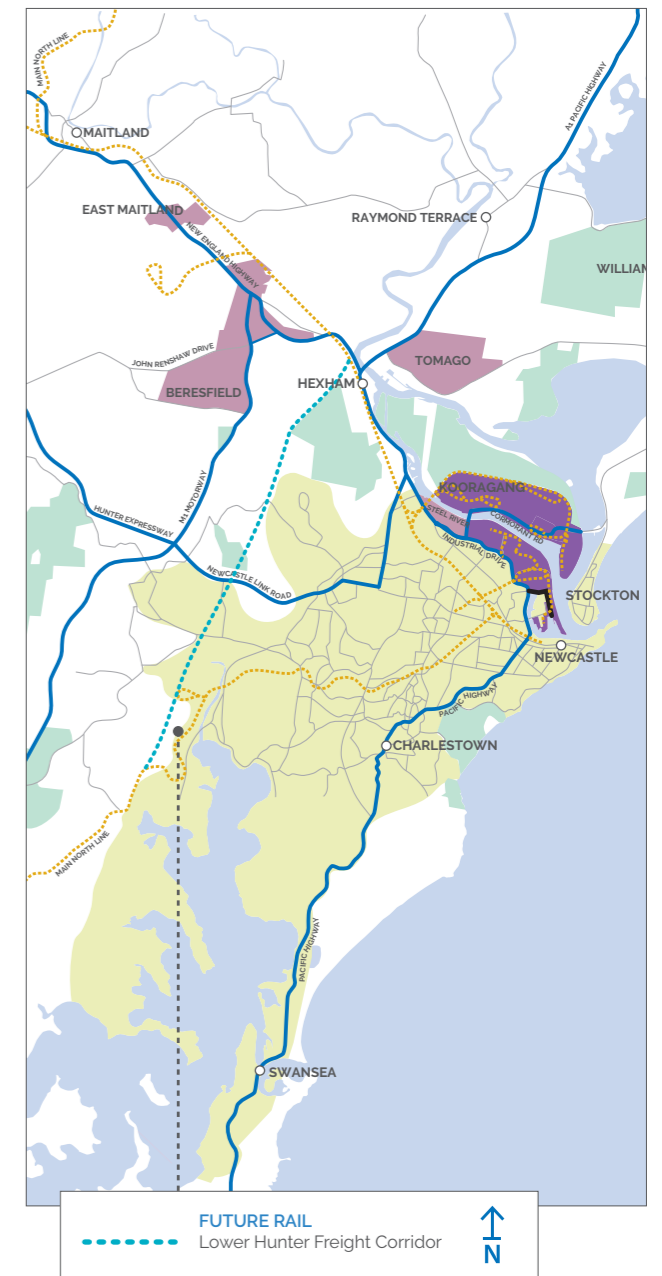 MAIN NORTH LINE
MAITLAND
A1 PACIFIC HIGHWAY
EAST MAITLAND
RAYMOND TERRACE
NEW ENGLAND HIGHWAY
WILLIAM
JOHN RENSHAW DRIVE
TOMAGO
BERESFIELD
HEXHAM
KOORAGANG
M1 MOTORWAY
HUNTER EXPRESSWAY
STEEL RIVER
CORMORANT RD
INDUSTRIAL DRIVE
NEWCASTLE LINK ROAD
STOCKTON
NEWCASTLE
PACIFIC HIGHWAY
CHARLESTOWN
MAIN NORTH LINE
PACIFIC HIGHWAY
SWANSEA
FUTURE RAIL
Lower Hunter Freight Corridor
N